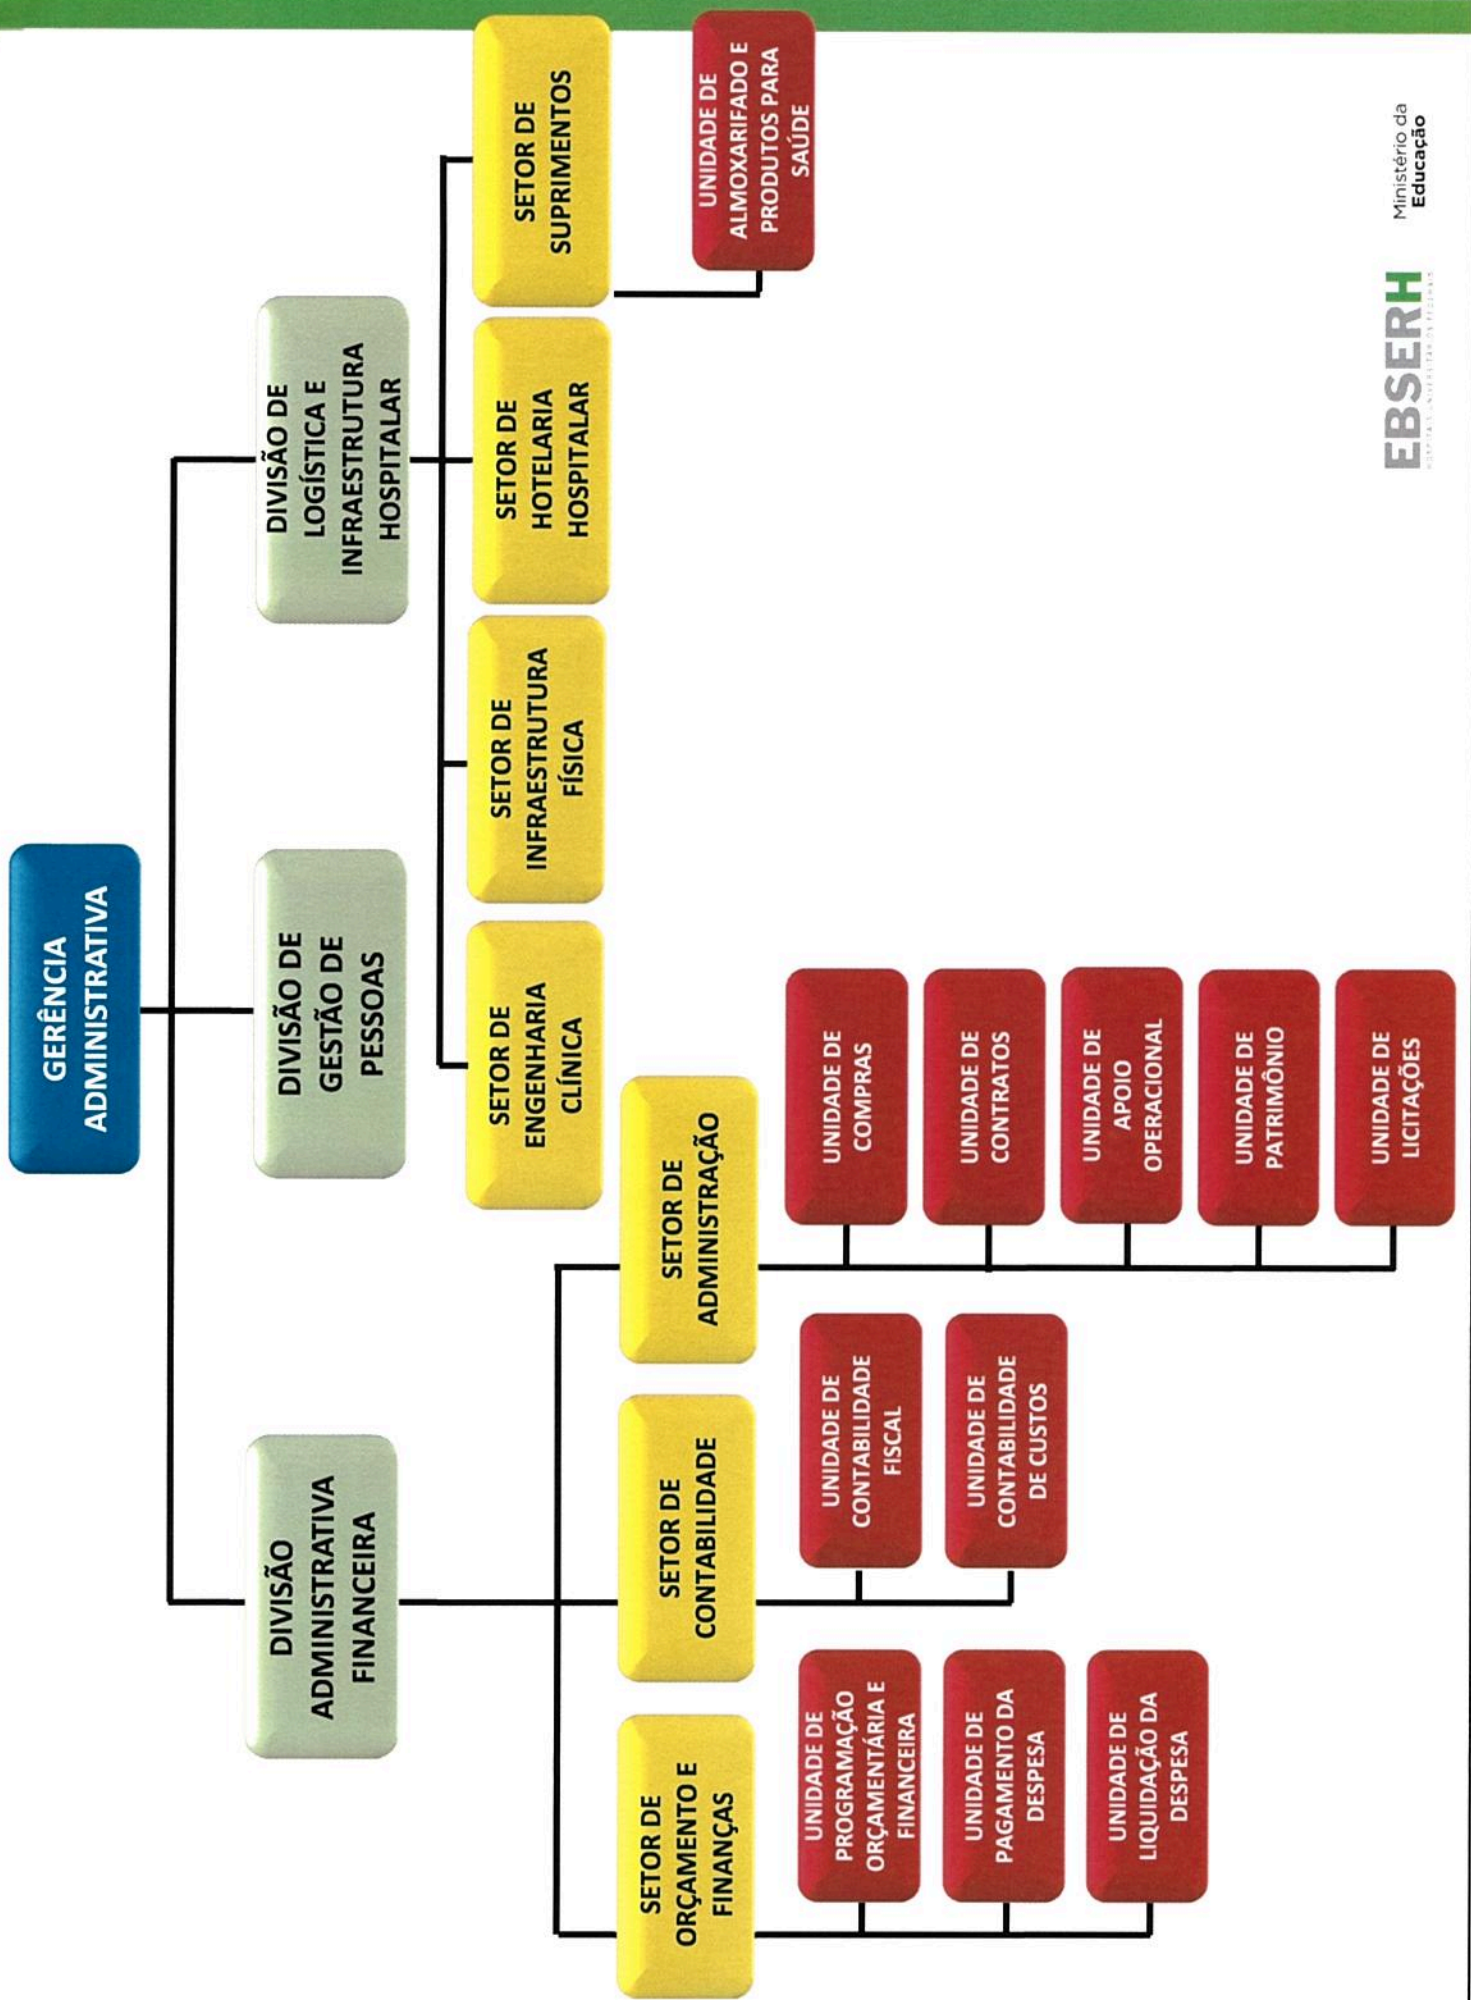 GERÊNCIA
ADMINISTRATIVA
DIVISÃO
ADMINISTRATIVA
FINANCEIRA
DIVISÃO DE
GESTÃO DE
PESSOAS
DIVISÃO DE
LOGÍSTICA E
INFRAESTRUTURA
HOSPITALAR
SETOR DE
ENGENHARIA
CLÍNICA
SETOR DE
INFRAESTRUTURA
FÍSICA
SETOR DE
HOTELARIA
HOSPITALAR
SETOR DE
SUPRIMENTOS
UNIDADE DE
ALMOXARIFADO E
PRODUTOS PARA
SAÚDE
SETOR DE
ORÇAMENTO E
FINANÇAS
SETOR DE
CONTABILIDADE
SETOR DE
ADMINISTRAÇÃO
UNIDADE DE
PROGRAMAÇÃO
ORÇAMENTÁRIA E
FINANCEIRA
UNIDADE DE
PAGAMENTO DA
DESPESA
UNIDADE DE
LIQUIDAÇÃO DA
DESPESA
UNIDADE DE
CONTABILIDADE
FISCAL
UNIDADE DE
CONTABILIDADE
DE CUSTOS
UNIDADE DE
COMPRAS
UNIDADE DE
CONTRATOS
UNIDADE DE
APOIO
OPERACIONAL
UNIDADE DE
PATRIMÔNIO
UNIDADE DE
LICITAÇÕES
EBSERH
HOSPITAIS UNIVERSITÁRIOS FEDERAIS
Ministério da
Educação